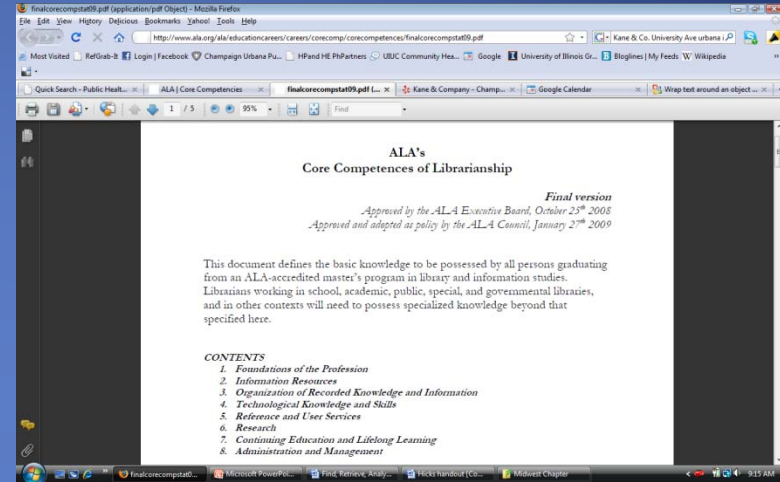 finalcorecompstat09.pdf (application/pdf Object) - Mozilla Firefox
File Edit View History Delicious Bookmarks Yahoo! Tools Help
http://www.ala.org/ala/educationcareers/careers/corecomp/corecompetences/finalcorecompstat09.pdf Kane & Co. University Ave urbana i
Most Visited RefGrab-It Login | Facebook Champaign Urbana Pu... HPand HE PhPartners UIUC Community Hea... Google University of Illinois Gr... Bloglines | My Feeds Wikipedia
Quick Search - Public Healt... ALA | Core Competencies finalcorecompstat09.pdf (... Kane & Company - Champ... Google Calendar Wrap text around an object ...
1 / 5 95% Find
ALA's
Core Competences of Librarianship
Final version
Approved by the ALA Executive Board, October 25th 2008
Approved and adopted as policy by the ALA Council, January 27th 2009
This document defines the basic knowledge to be possessed by all persons graduating
from an ALA-accredited master's program in library and information studies.
Librarians working in school, academic, public, special, and governmental libraries,
and in other contexts will need to possess specialized knowledge beyond that
specified here.
CONTENTS
1. Foundations of the Profession
2. Information Resources
3. Organization of Recorded Knowledge and Information
4. Technological Knowledge and Skills
5. Reference and User Services
6. Research
7. Continuing Education and Lifelong Learning
8. Administration and Management
finalcorecompstat0... Microsoft PowerPoi... Find, Retrieve, Analy... Hicks handout [Co... Midwest Chapter 9:15 AM